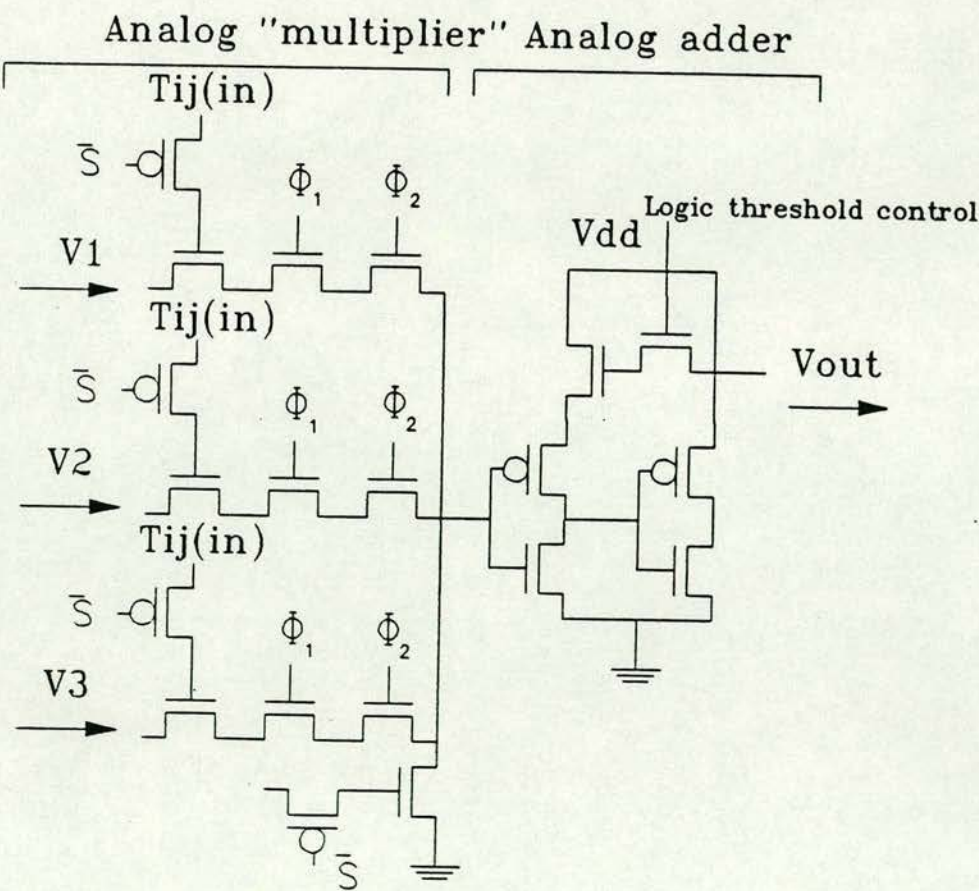 Analog "multiplier" Analog adder
Tij(in)
S̄
Φ₁
Φ₂
V1
Logic threshold control
Vdd
Tij(in)
S̄
Φ₁
Φ₂
Vout
V2
Tij(in)
S̄
Φ₁
Φ₂
V3
S̄